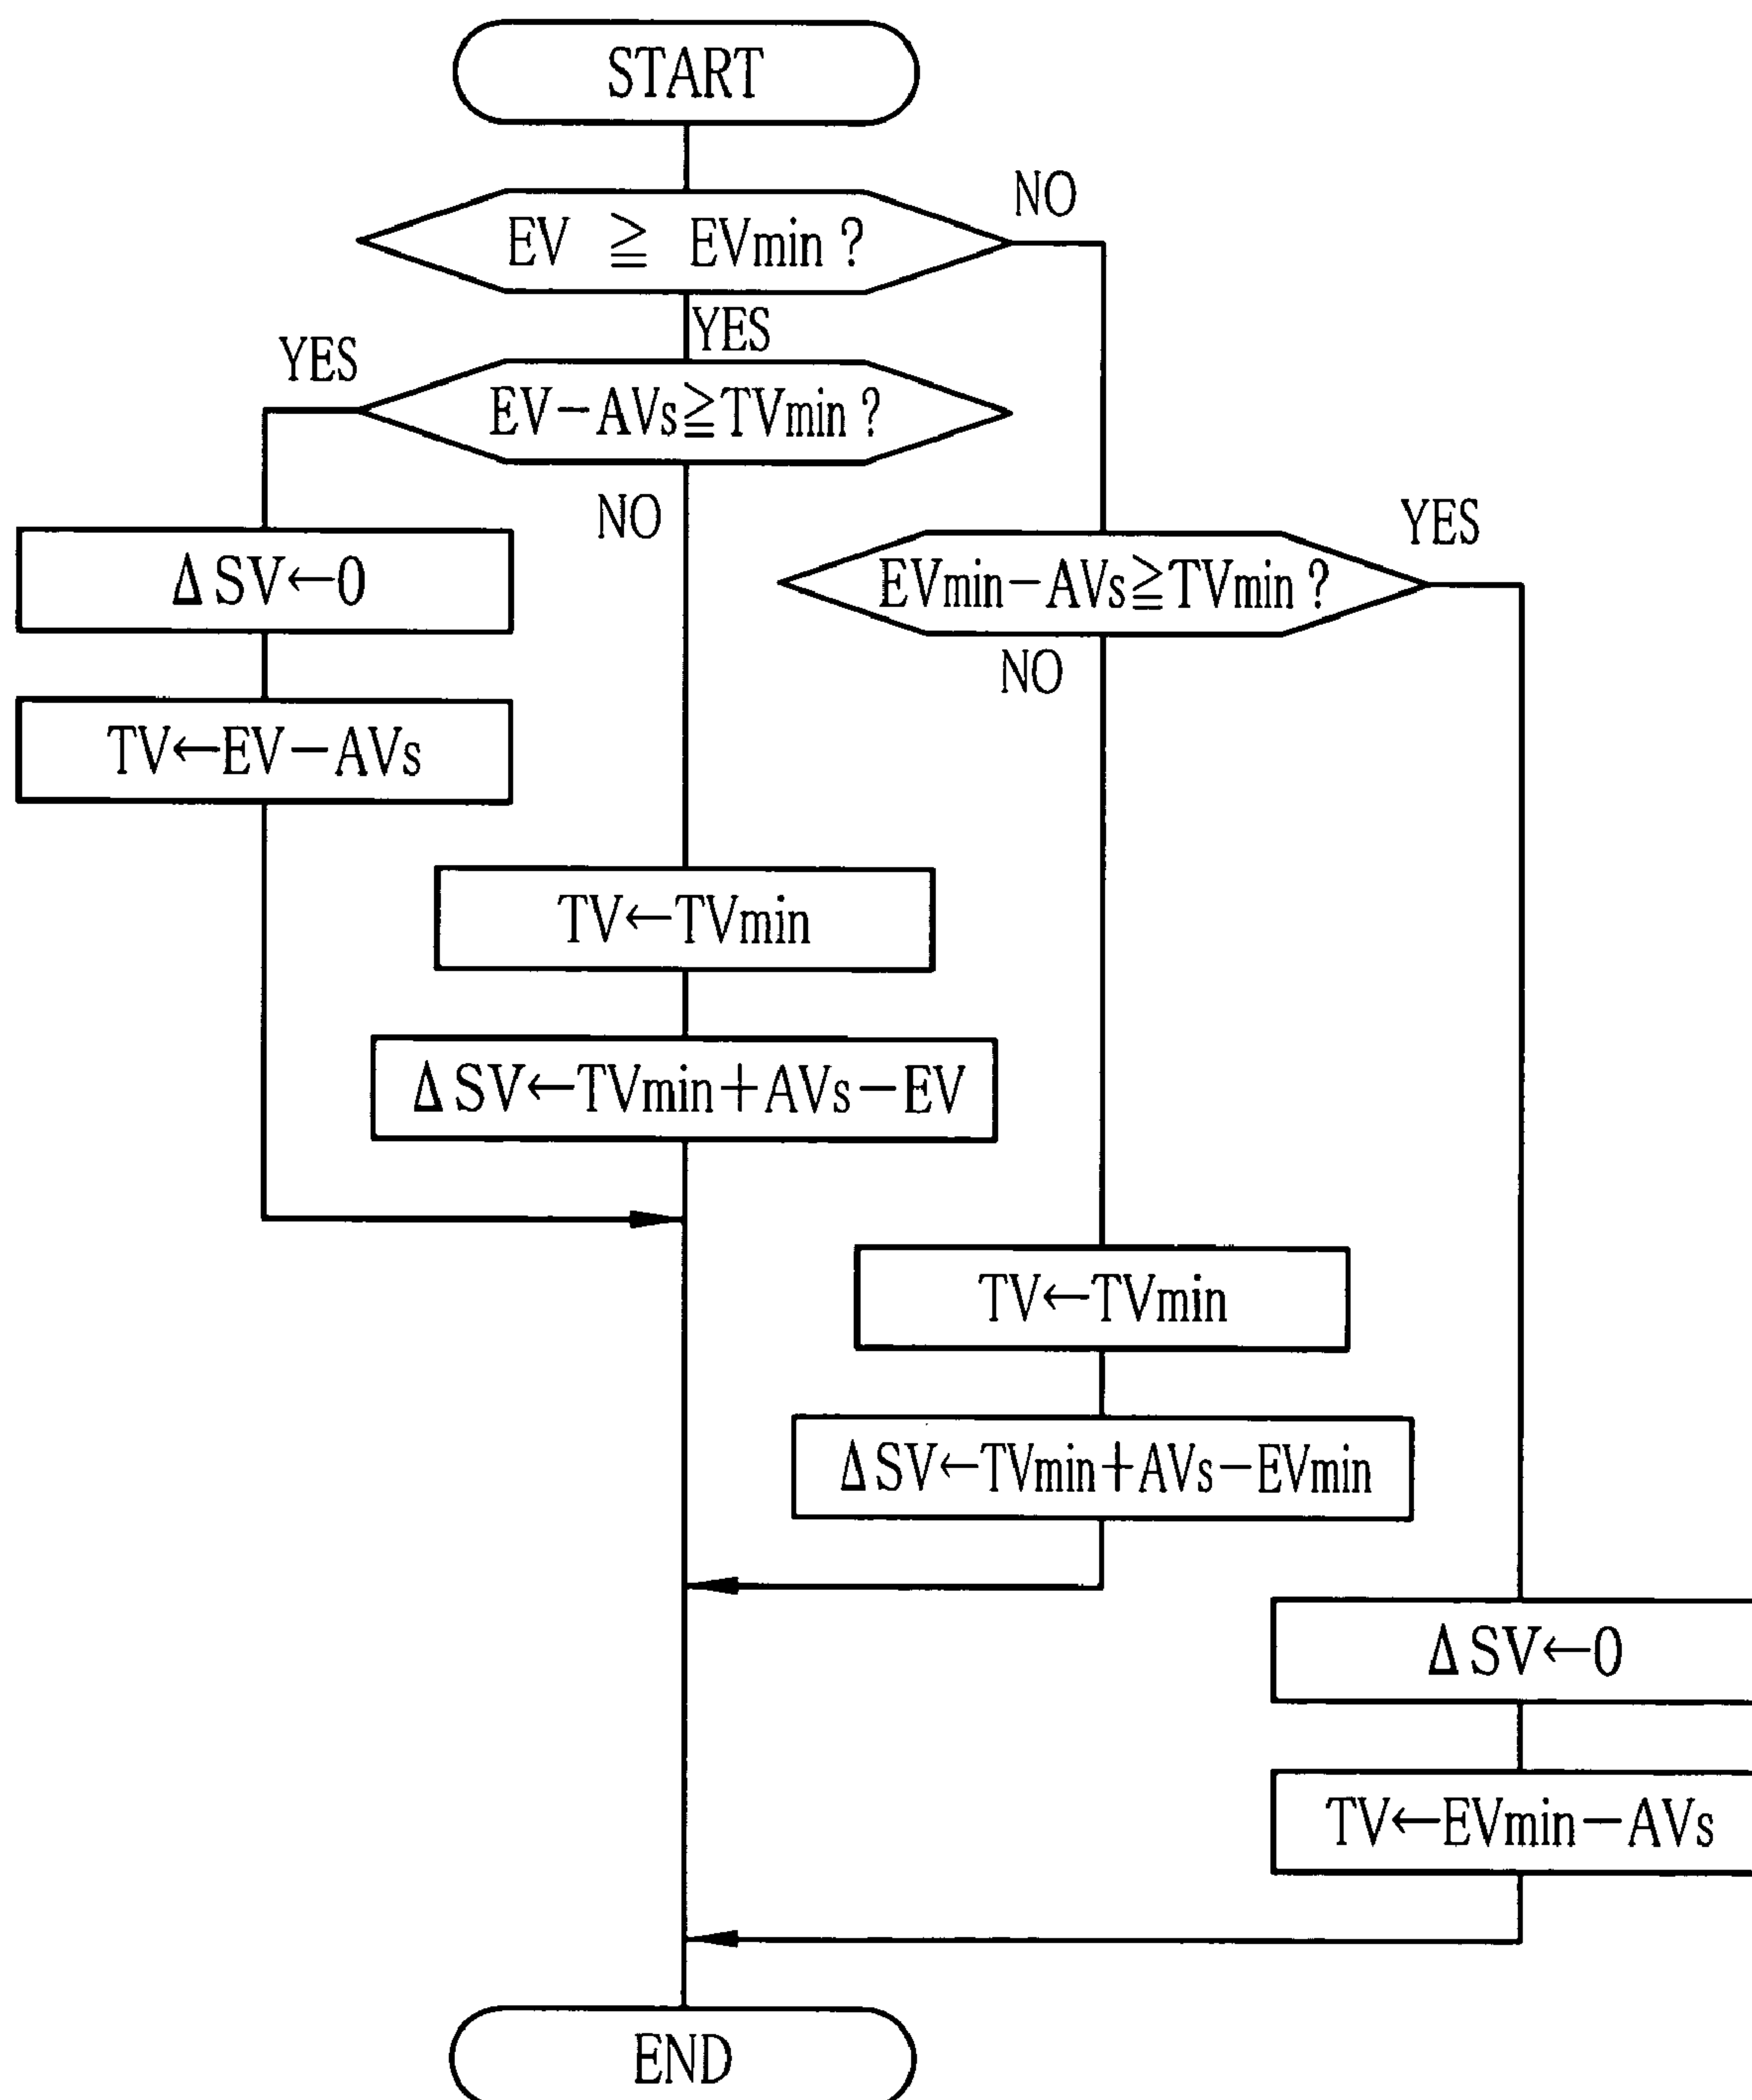 START
EV ≧ EVmin ?
NO
YES
YES
EV−AVs≧TVmin ?
NO
YES
ΔSV←0
EVmin−AVs≧TVmin ?
NO
TV←EV−AVs
TV←TVmin
ΔSV←TVmin+AVs−EV
TV←TVmin
ΔSV←TVmin+AVs−EVmin
ΔSV←0
TV←EVmin−AVs
END